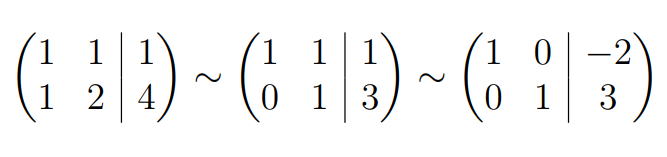 ( 1 1 | 1 ) ~ ( 1 1 | 1 ) ~ ( 1 0 | −2 )
( 1 2 | 4 ) ~ ( 0 1 | 3 ) ~ ( 0 1 | 3 )